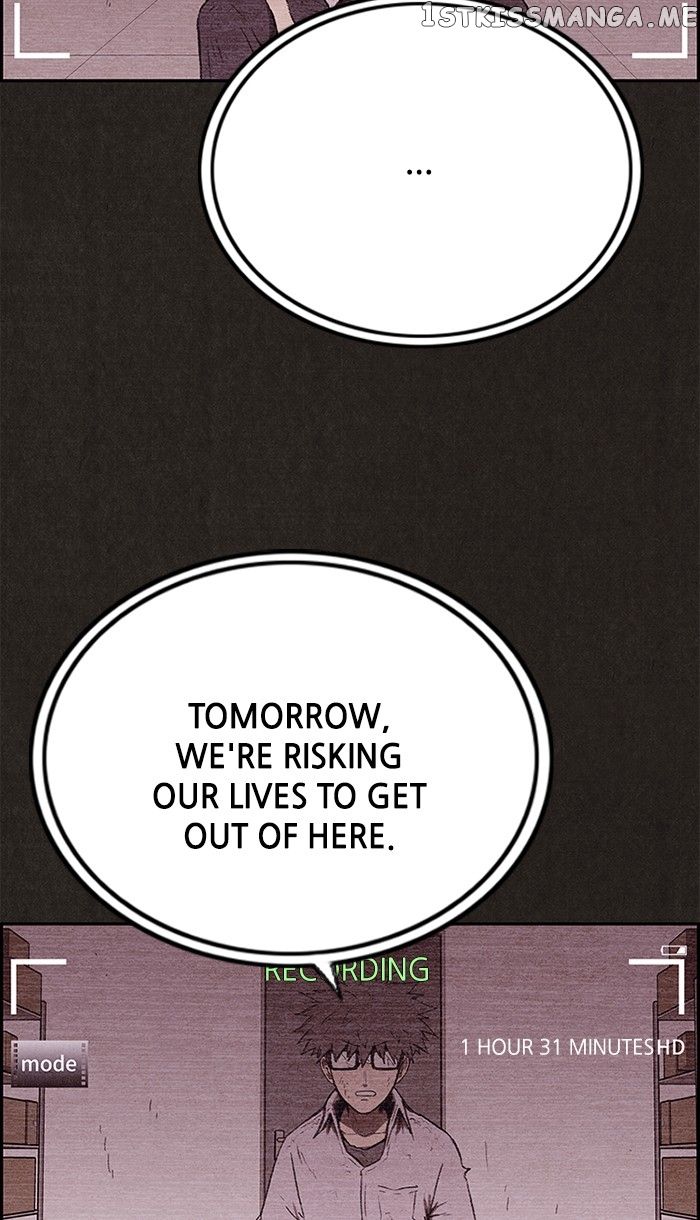 1STKISSMANGA.ME
...
TOMORROW,
WE'RE RISKING
OUR LIVES TO GET
OUT OF HERE.
RECORDING
1 HOUR 31 MINUTES HD
mode